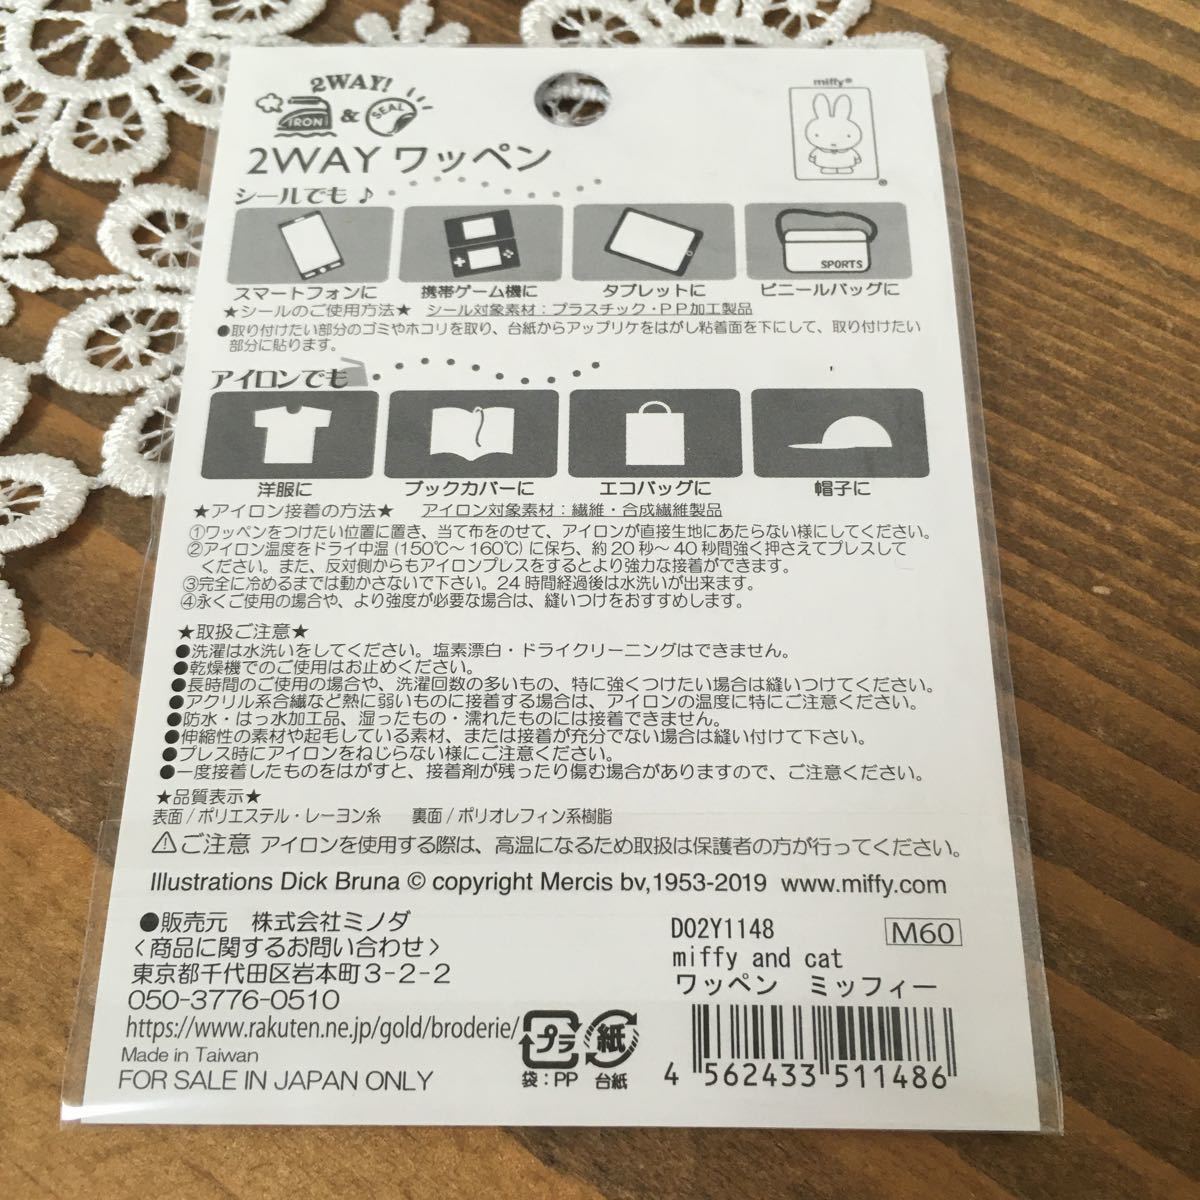 2WAY!
IRON & SEAL
miffy®
®
2WAY ワッペン
シールでも♪
SPORTS
スマートフォンに 携帯ゲーム機に タブレットに ビニールバッグに
★シールのご使用方法★ シール対象素材：プラスチック・PP加工製品
●取り付けたい部分のゴミやホコリを取り、台紙からアップリケをはがし粘着面を下にして、取り付けたい
部分に貼ります。
アイロンでも
洋服に ブックカバーに エコバッグに 帽子に
★アイロン接着の方法★ アイロン対象素材：繊維・合成繊維製品
①ワッペンをつけたい位置に置き、当て布をのせて、アイロンが直接生地にあたらない様にしてください。
②アイロン温度をドライ中温(150℃～160℃)に保ち、約20秒～40秒間強く押さえてプレスして
ください。また、反対側からもアイロンプレスをするとより強力な接着ができます。
③完全に冷めるまでは動かさないで下さい。24時間経過後は水洗いが出来ます。
④永くご使用の場合や、より強度が必要な場合は、縫いつけをおすすめします。
★取扱ご注意★
●洗濯は水洗いをしてください。塩素漂白・ドライクリーニングはできません。
●乾燥機でのご使用はお止めください。
●長時間のご使用の場合や、洗濯回数の多いもの、特に強くつけたい場合は縫いつけてください。
●アクリル系合繊など熱に弱いものに接着する場合は、アイロンの温度に特にご注意ください。
●防水・はっ水加工品、湿ったもの・濡れたものには接着できません。
●伸縮性の素材や起毛している素材、または接着が充分でない場合は縫い付けて下さい。
●プレス時にアイロンをねじらない様にご注意ください。
●一度接着したものをはがすと、接着剤が残ったり傷む場合がありますので、ご注意ください。
★品質表示★
表面/ポリエステル・レーヨン糸 裏面/ポリオレフィン系樹脂
⚠ご注意 アイロンを使用する際は、高温になるため取扱は保護者の方が行ってください。
Illustrations Dick Bruna © copyright Mercis bv,1953-2019 www.miffy.com
●販売元 株式会社ミノダ
〈商品に関するお問い合わせ〉
東京都千代田区岩本町3-2-2
050-3776-0510
https://www.rakuten.ne.jp/gold/broderie/
Made in Taiwan
FOR SALE IN JAPAN ONLY
プラ 紙
袋：PP 台紙
D02Y1148 M60
miffy and cat
ワッペン ミッフィー
4 562433 511486